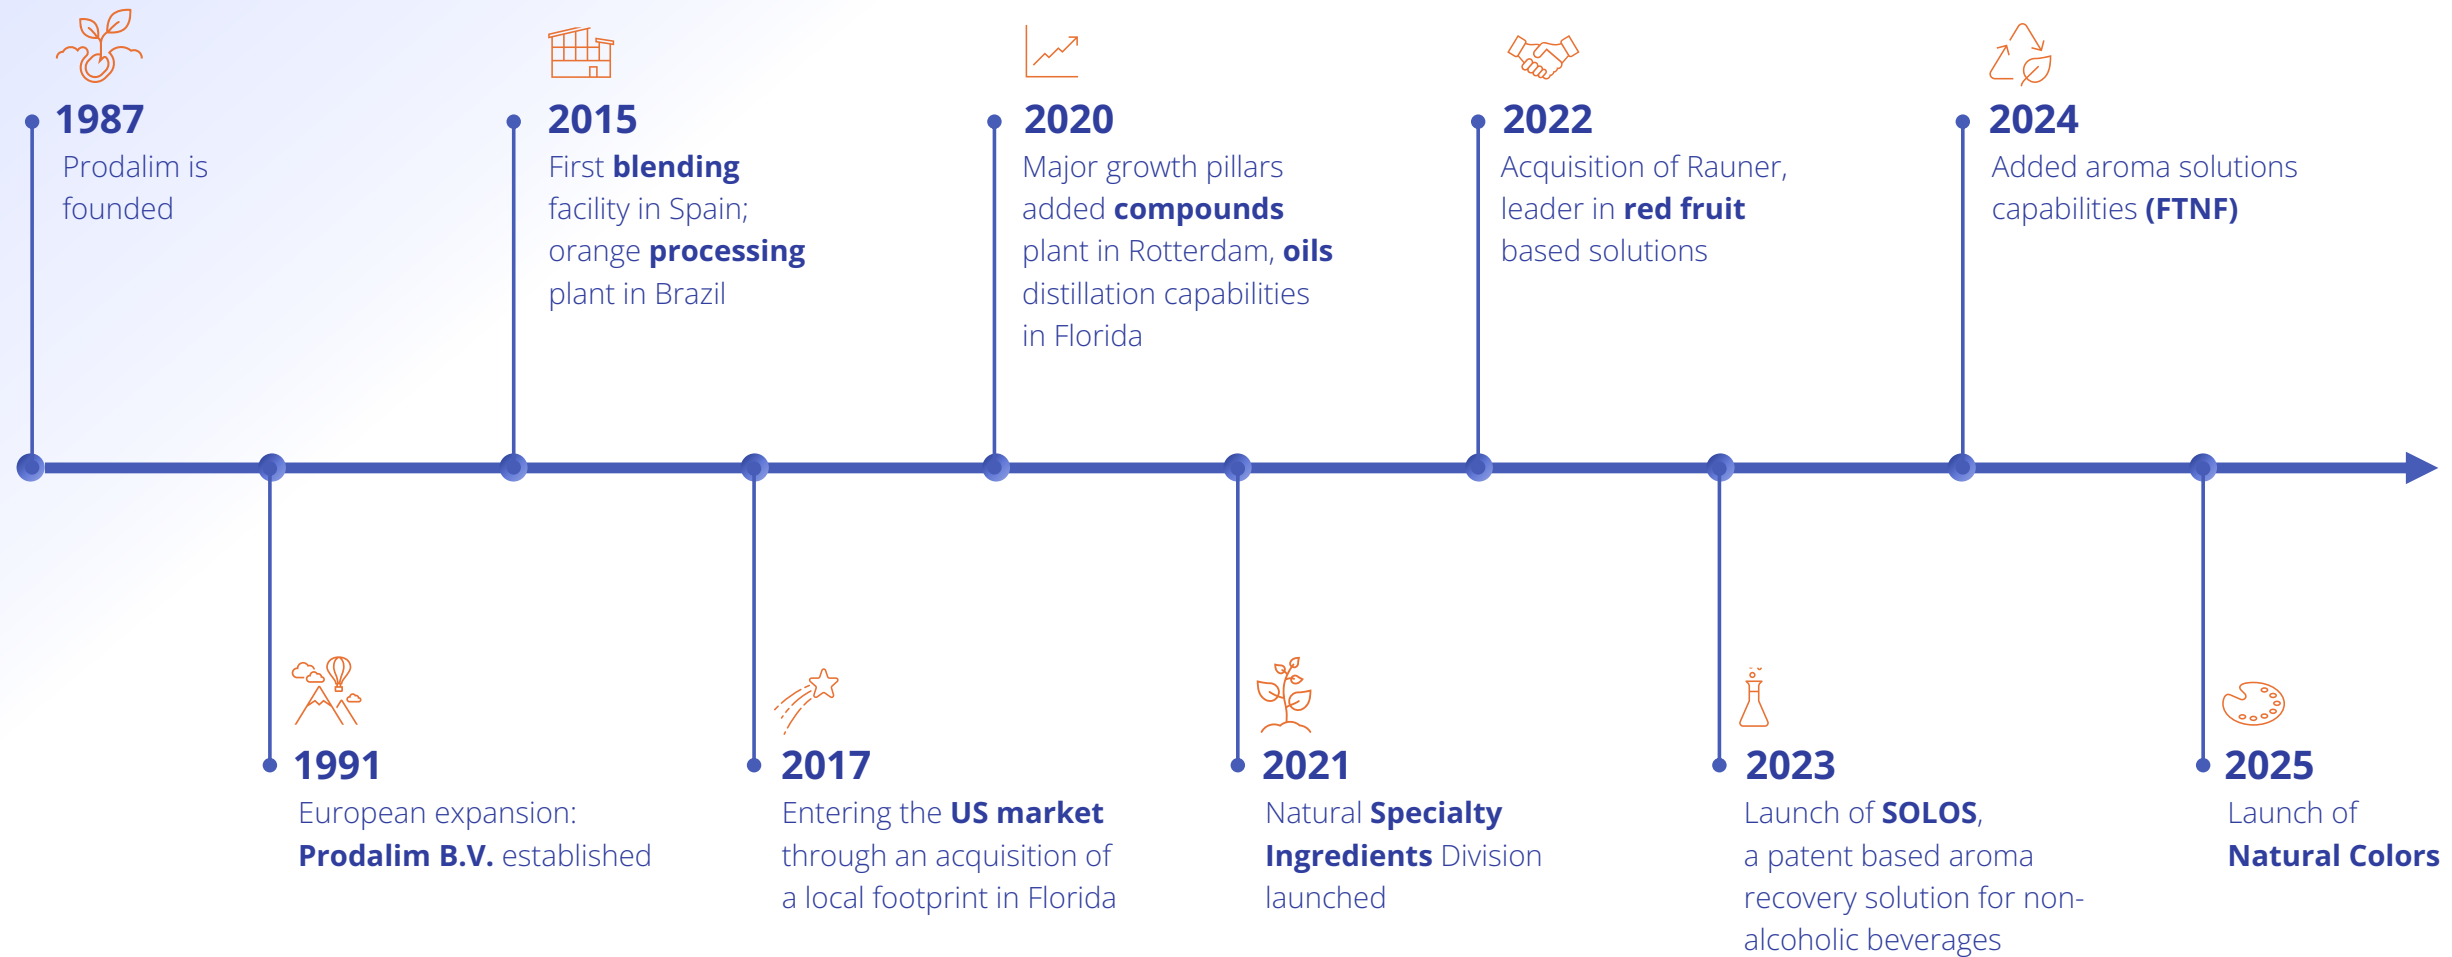 1987
Prodalim is
founded
2015
First blending
facility in Spain;
orange processing
plant in Brazil
2020
Major growth pillars
added compounds
plant in Rotterdam, oils
distillation capabilities
in Florida
2022
Acquisition of Rauner,
leader in red fruit
based solutions
2024
Added aroma solutions
capabilities (FTNF)
1991
European expansion:
Prodalim B.V. established
2017
Entering the US market
through an acquisition of
a local footprint in Florida
2021
Natural Specialty
Ingredients Division
launched
2023
Launch of SOLOS,
a patent based aroma
recovery solution for non-
alcoholic beverages
2025
Launch of
Natural Colors